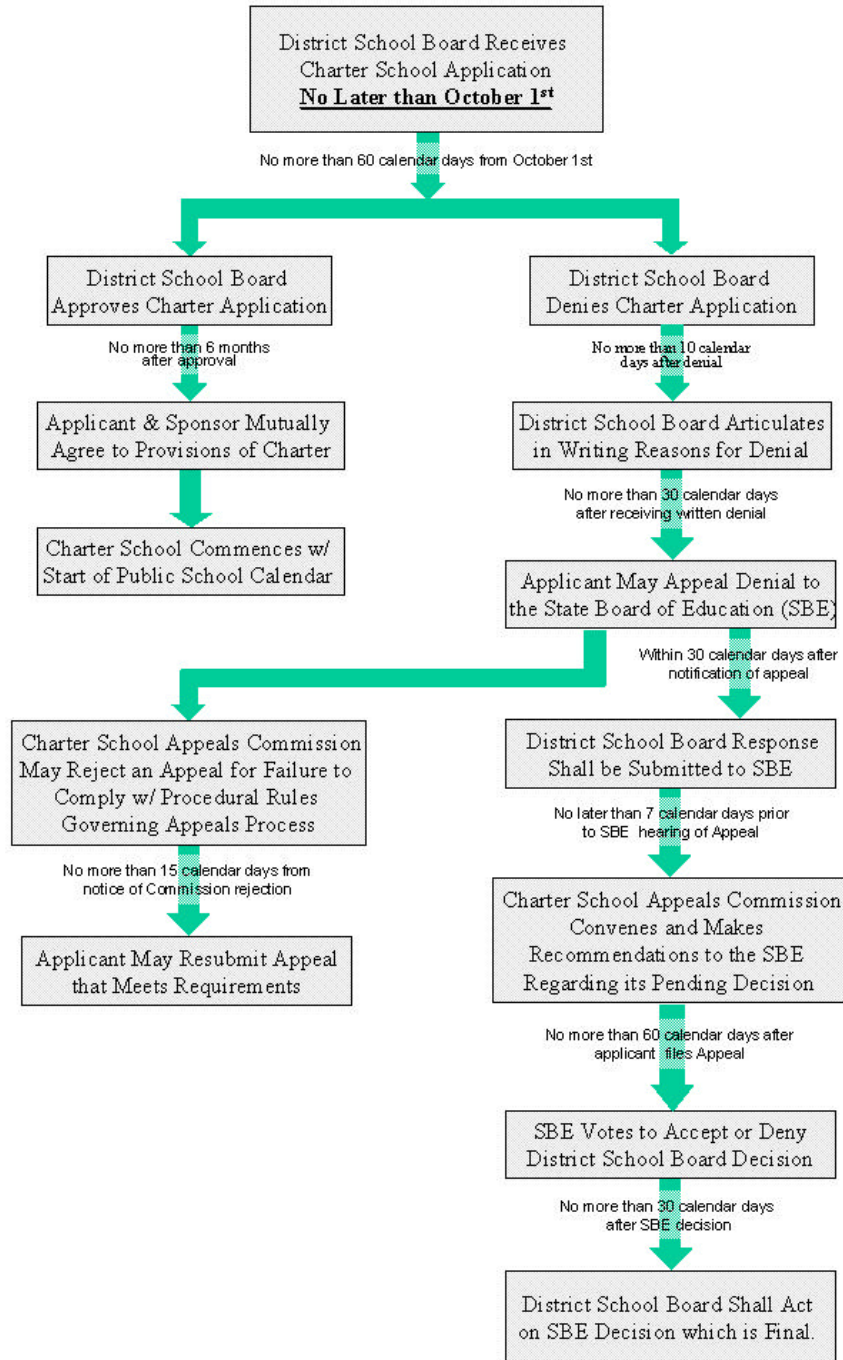 District School Board Receives
Charter School Application
No Later than October 1st
No more than 60 calendar days from October 1st
District School Board
Approves Charter Application
No more than 6 months
after approval
Applicant & Sponsor Mutually
Agree to Provisions of Charter
Charter School Commences w/
Start of Public School Calendar
District School Board
Denies Charter Application
No more than 10 calendar
days after denial
District School Board Articulates
in Writing Reasons for Denial
No more than 30 calendar days
after receiving written denial
Applicant May Appeal Denial to
the State Board of Education (SBE)
Charter School Appeals Commission
May Reject an Appeal for Failure to
Comply w/ Procedural Rules
Governing Appeals Process
No more than 15 calendar days from
notice of Commission rejection
Applicant May Resubmit Appeal
that Meets Requirements
Within 30 calendar days after
notification of appeal
District School Board Response
Shall be Submitted to SBE
No later than 7 calendar days prior
to SBE hearing of Appeal
Charter School Appeals Commission
Convenes and Makes
Recommendations to the SBE
Regarding its Pending Decision
No more than 60 calendar days after
applicant files Appeal
SBE Votes to Accept or Deny
District School Board Decision
No more than 30 calendar days
after SBE decision
District School Board Shall Act
on SBE Decision which is Final.